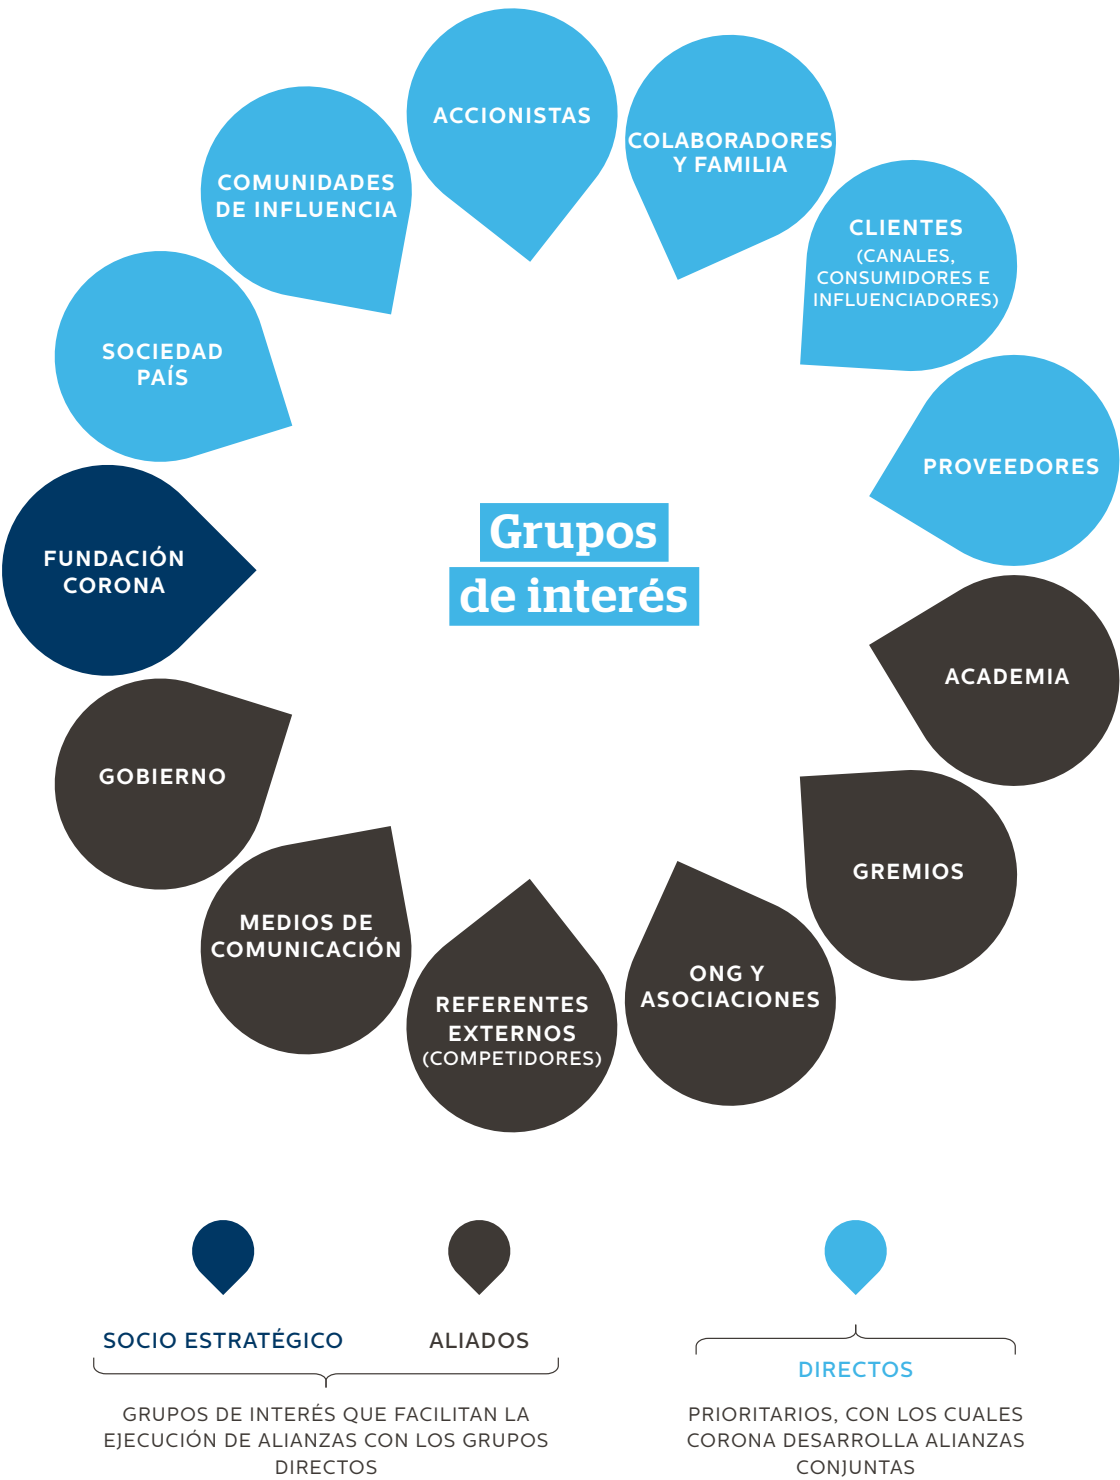 ACCIONISTAS
COLABORADORES
Y FAMILIA
CLIENTES
(CANALES,
CONSUMIDORES E
INFLUENCIADORES)
PROVEEDORES
ACADEMIA
GREMIOS
ONG Y
ASOCIACIONES
REFERENTES
EXTERNOS
(COMPETIDORES)
MEDIOS DE
COMUNICACIÓN
GOBIERNO
FUNDACIÓN
CORONA
SOCIEDAD
PAÍS
COMUNIDADES
DE INFLUENCIA
Grupos
de interés
SOCIO ESTRATÉGICO
ALIADOS
GRUPOS DE INTERÉS QUE FACILITAN LA
EJECUCIÓN DE ALIANZAS CON LOS GRUPOS
DIRECTOS
DIRECTOS
PRIORITARIOS, CON LOS CUALES
CORONA DESARROLLA ALIANZAS
CONJUNTAS